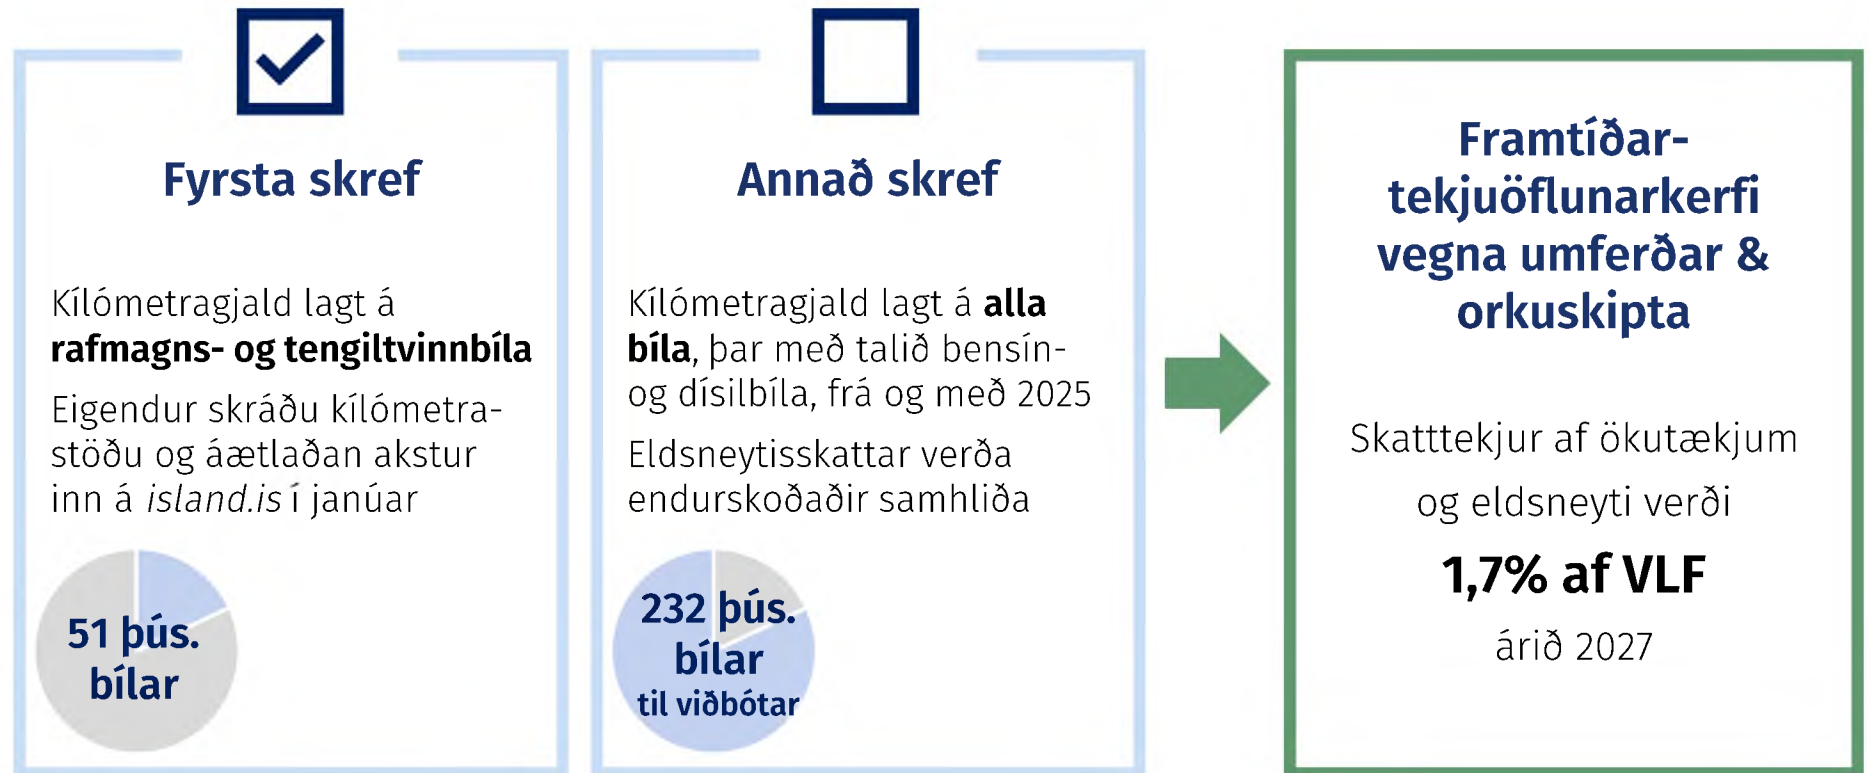 Fyrsta skref
Kílómetragjald lagt á
rafmagns- og tengiltvinnbíla
Eigendur skráðu kílómetra-
stöðu og áætlaðan akstur
inn á island.is í janúar
51 þús.
bílar
Annað skref
Kílómetragjald lagt á alla
bíla, þar með talið bensín-
og dísilbíla, frá og með 2025
Eldsneytisskattar verða
endurskoðaðir samhliða
232 þús.
bílar
til viðbótar
Framtíðar-
tekjuöflunarkerfi
vegna umferðar &
orkuskipta
Skatttekjur af ökutækjum
og eldsneyti verði
1,7% af VLF
árið 2027